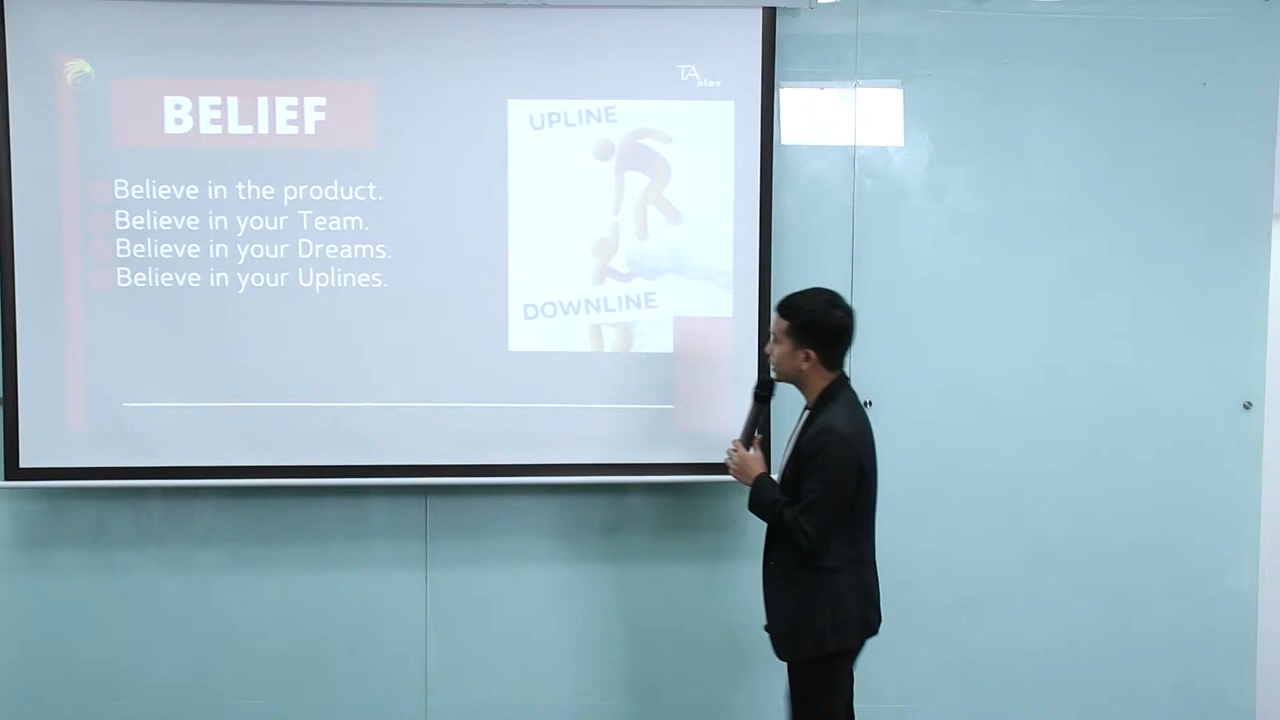 BELIEF
Believe in the product.
Believe in your Team.
Believe in your Dreams.
Believe in your Uplines.
TA
UPLINE
DOWNLINE